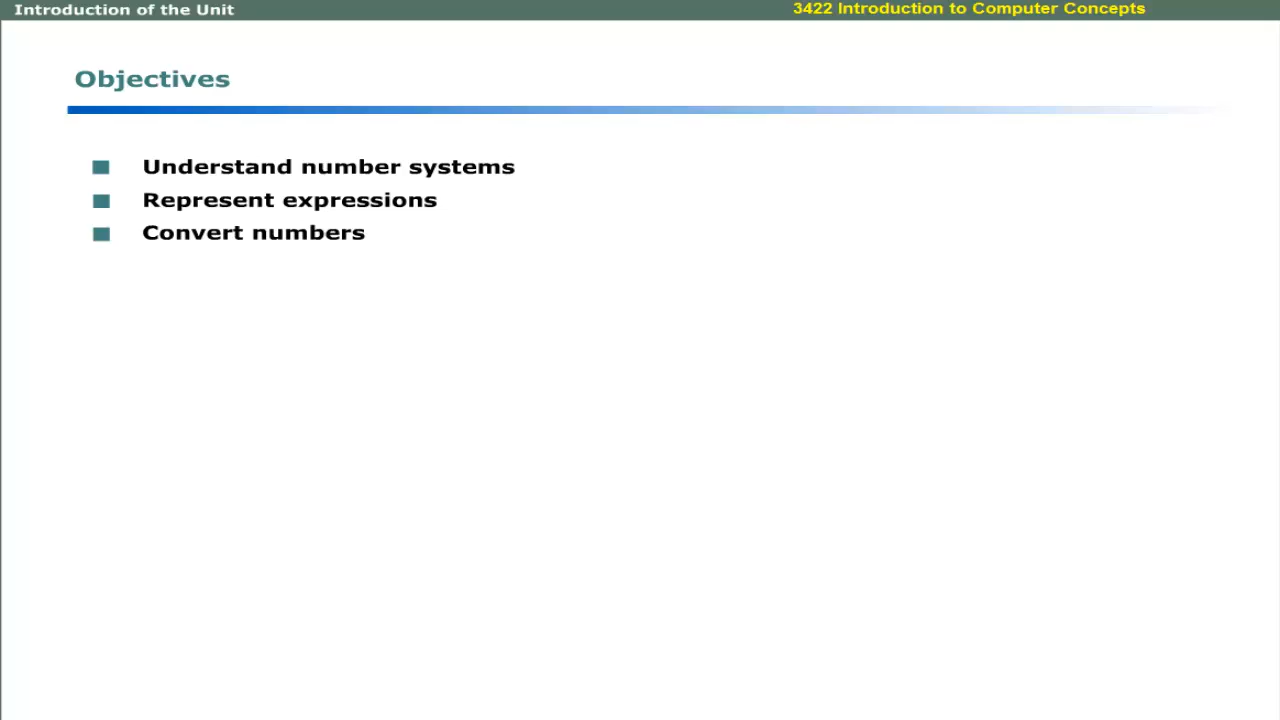 Introduction of the Unit
3422 Introduction to Computer Concepts
Objectives
Understand number systems
Represent expressions
Convert numbers